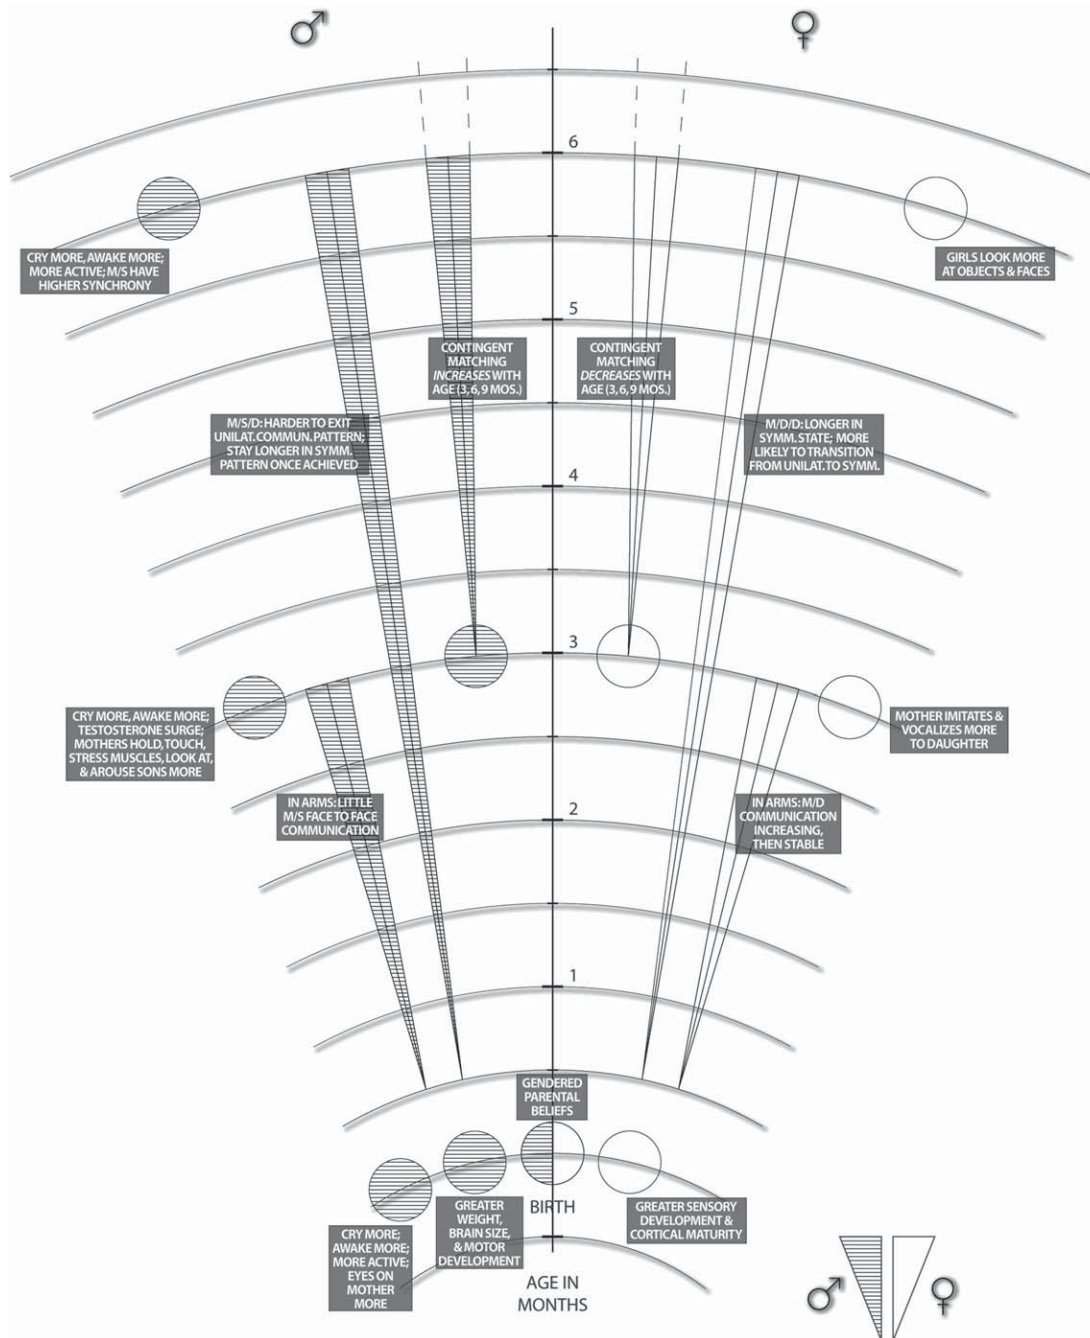 ♂
♀
6
CRY MORE, AWAKE MORE;
MORE ACTIVE; M/S HAVE
HIGHER SYNCHRONY
GIRLS LOOK MORE
AT OBJECTS & FACES
5
CONTINGENT
MATCHING
INCREASES WITH
AGE (3, 6, 9 MOS.)
CONTINGENT
MATCHING
DECREASES WITH
AGE (3, 6, 9 MOS.)
M/S/D: HARDER TO EXIT
UNILAT. COMMUN. PATTERN;
STAY LONGER IN SYMM.
PATTERN ONCE ACHIEVED
M/D/D: LONGER IN
SYMM. STATE; MORE
LIKELY TO TRANSITION
FROM UNILAT. TO SYMM.
4
3
CRY MORE, AWAKE MORE;
TESTOSTERONE SURGE;
MOTHERS HOLD, TOUCH,
STRESS MUSCLES, LOOK AT,
& AROUSE SONS MORE
MOTHER IMITATES &
VOCALIZES MORE
TO DAUGHTER
IN ARMS: LITTLE
M/S FACE TO FACE
COMMUNICATION
IN ARMS: M/D
COMMUNICATION
INCREASING,
THEN STABLE
2
1
GENDERED
PARENTAL
BELIEFS
BIRTH
CRY MORE;
AWAKE MORE;
MORE ACTIVE;
EYES ON
MOTHER
MORE
GREATER
WEIGHT,
BRAIN SIZE,
& MOTOR
DEVELOPMENT
GREATER SENSORY
DEVELOPMENT &
CORTICAL MATURITY
AGE IN
MONTHS
♂
♀